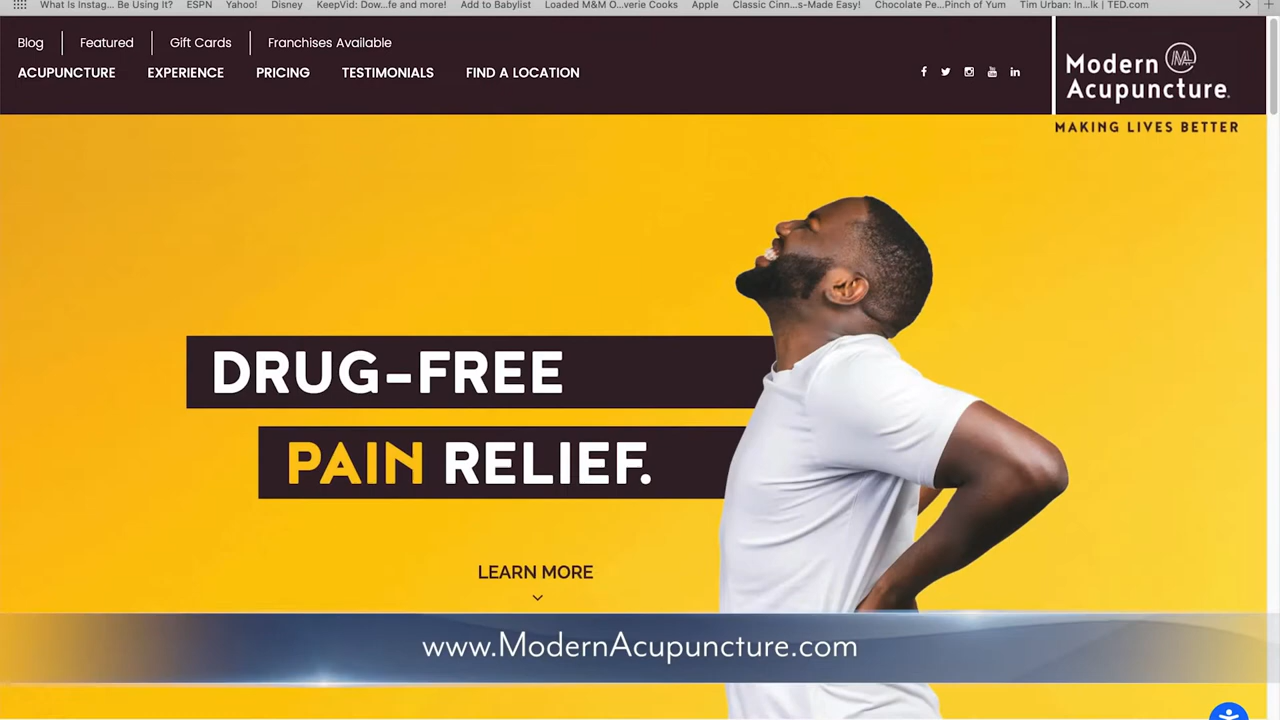 What Is Instag... Be Using It? ESPN Yahoo! Disney KeepVid: Dow...fe and more! Add to Babylist Loaded M&M O...verie Cooks Apple Classic Cinn...s-Made Easy! Chocolate Pe...Pinch of Yum Tim Urban: In...lk | TED.com
Blog Featured Gift Cards Franchises Available
ACUPUNCTURE EXPERIENCE PRICING TESTIMONIALS FIND A LOCATION
Modern
Acupuncture.
MAKING LIVES BETTER
DRUG-FREE
PAIN RELIEF.
LEARN MORE
www.ModernAcupuncture.com